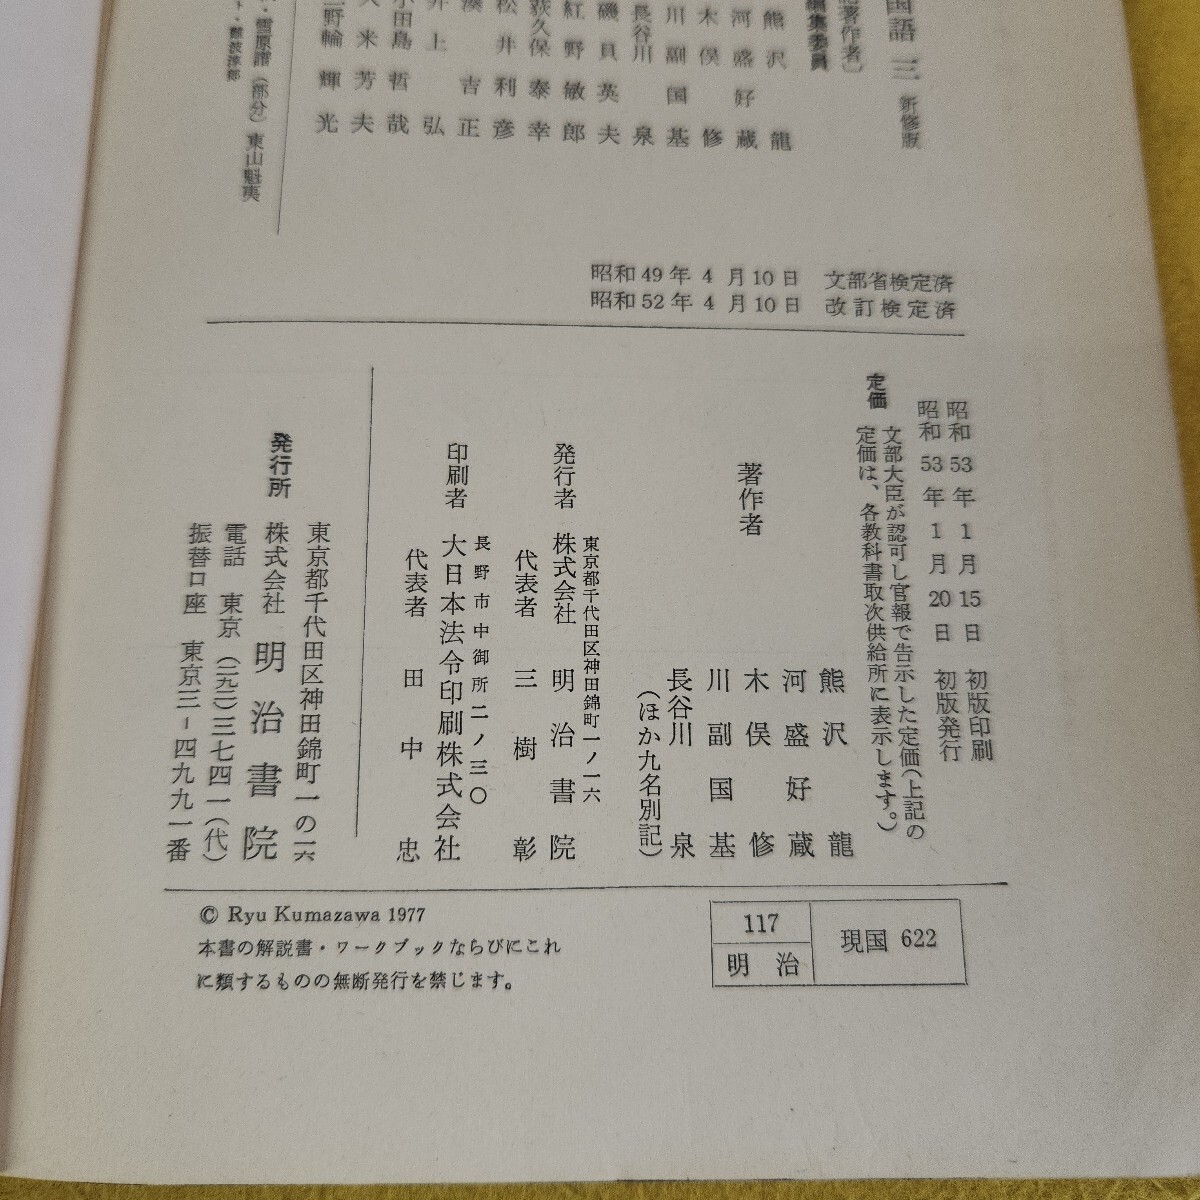 国語三 新修版
著作者〕
編集委員
熊沢龍
河盛好蔵
木俣修
川副国基
長谷川泉
磯貝英夫
紅野敏郎
荻久保泰幸
松井利彦
湊吉正
井上弘
小田島哲哉
久米芳夫
三野輪輝光
雪原譜(部分) 東山魁夷
難波淳郎
昭和49年4月10日 文部省検定済
昭和52年4月10日 改訂検定済
昭和53年1月15日 初版印刷
昭和53年1月20日 初版発行
定価 文部大臣が認可し官報で告示した定価(上記の
定価は、各教科書取次供給所に表示します。)
著作者
熊沢龍
河盛好蔵
木俣修
川副国基
長谷川泉
(ほか九名別記)
東京都千代田区神田錦町一ノ一六
発行者 株式会社 明治書院
代表者 三樹彰
長野市中御所二ノ三〇
印刷者 大日本法令印刷株式会社
代表者 田中忠
東京都千代田区神田錦町一の一六
発行所 株式会社 明治書院
電話 東京(二九二)三七四一(代)
振替口座 東京三-四九九一番
© Ryu Kumazawa 1977
本書の解説書・ワークブックならびにこれ
に類するものの無断発行を禁じます。
117
明治
現国 622